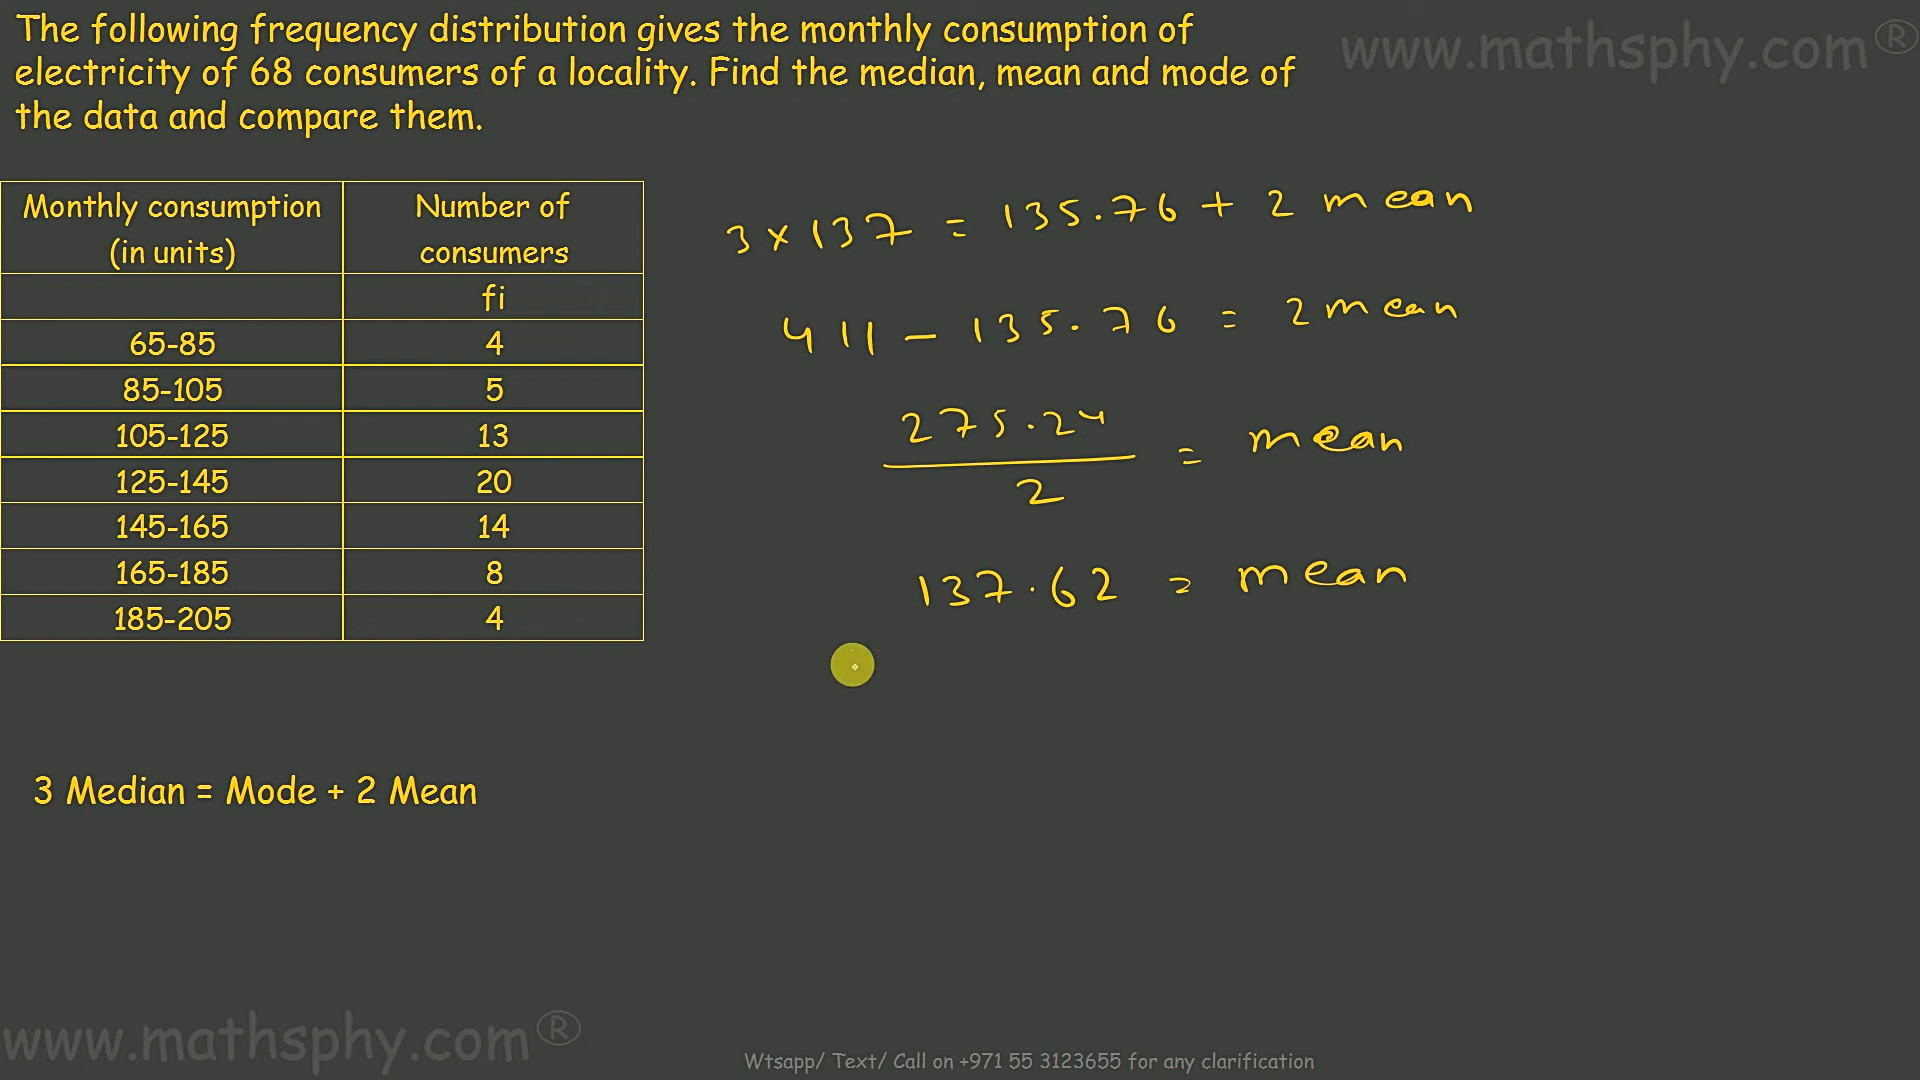 The following frequency distribution gives the monthly consumption of
electricity of 68 consumers of a locality. Find the median, mean and mode of
the data and compare them.
www.mathsphy.com®
Monthly consumption (in units) Number of consumers
fi
65-85 4
85-105 5
105-125 13
125-145 20
145-165 14
165-185 8
185-205 4
3 × 137 = 135.76 + 2 mean
411 - 135.76 = 2 mean
275.24
2
= mean
137.62 = mean
3 Median = Mode + 2 Mean
www.mathsphy.com®
Wtsapp/ Text/ Call on +971 55 3123655 for any clarification